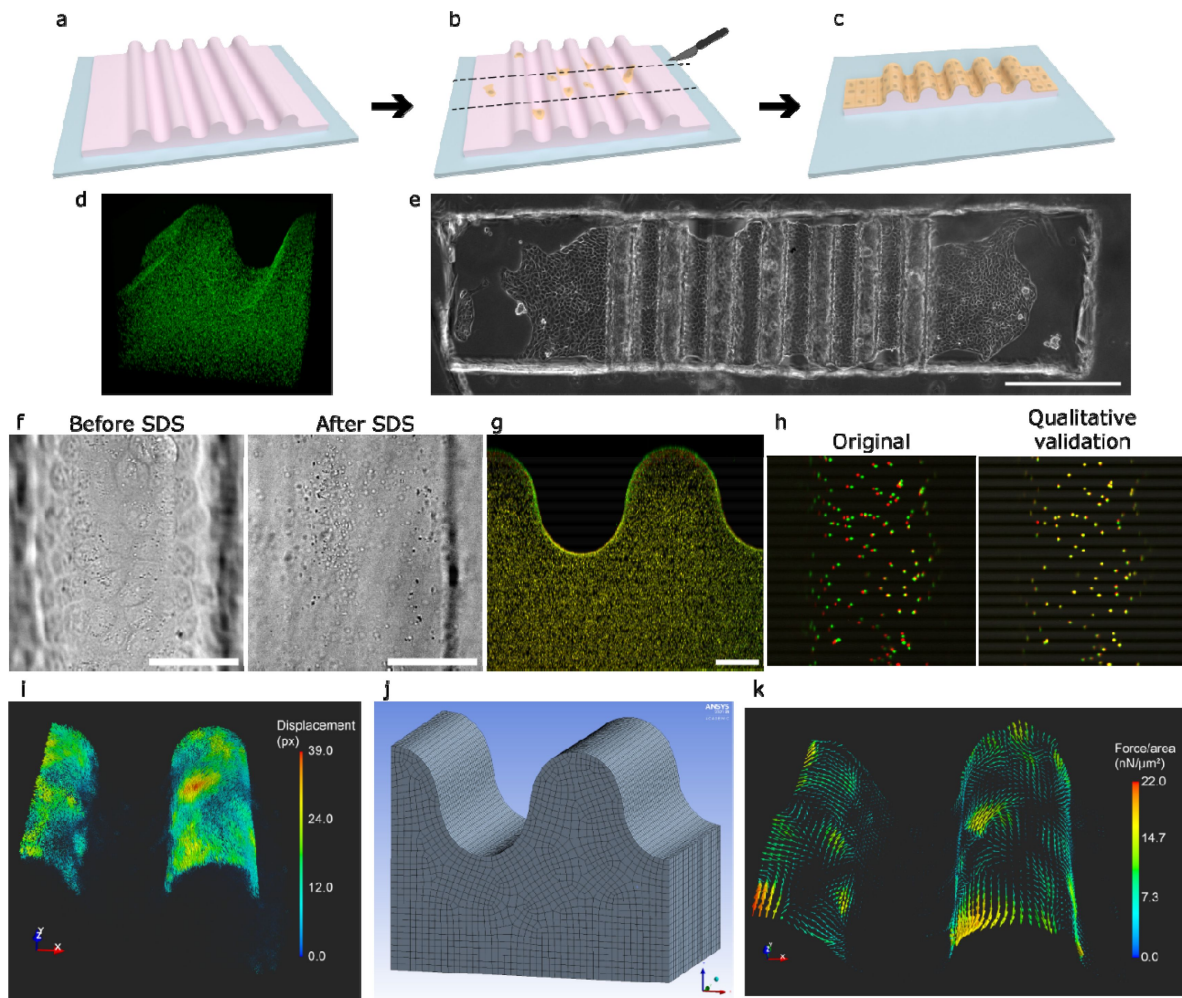 a
b
c
d
e
f
Before SDS
After SDS
g
h
Original
Qualitative
validation
i
Displacement
(px)
39.0
24.0
12.0
0.0
Y
Z
X
j
ANSYS
k
Force/area
(nN/μm²)
22.0
14.7
7.3
0.0
Y
Z
X